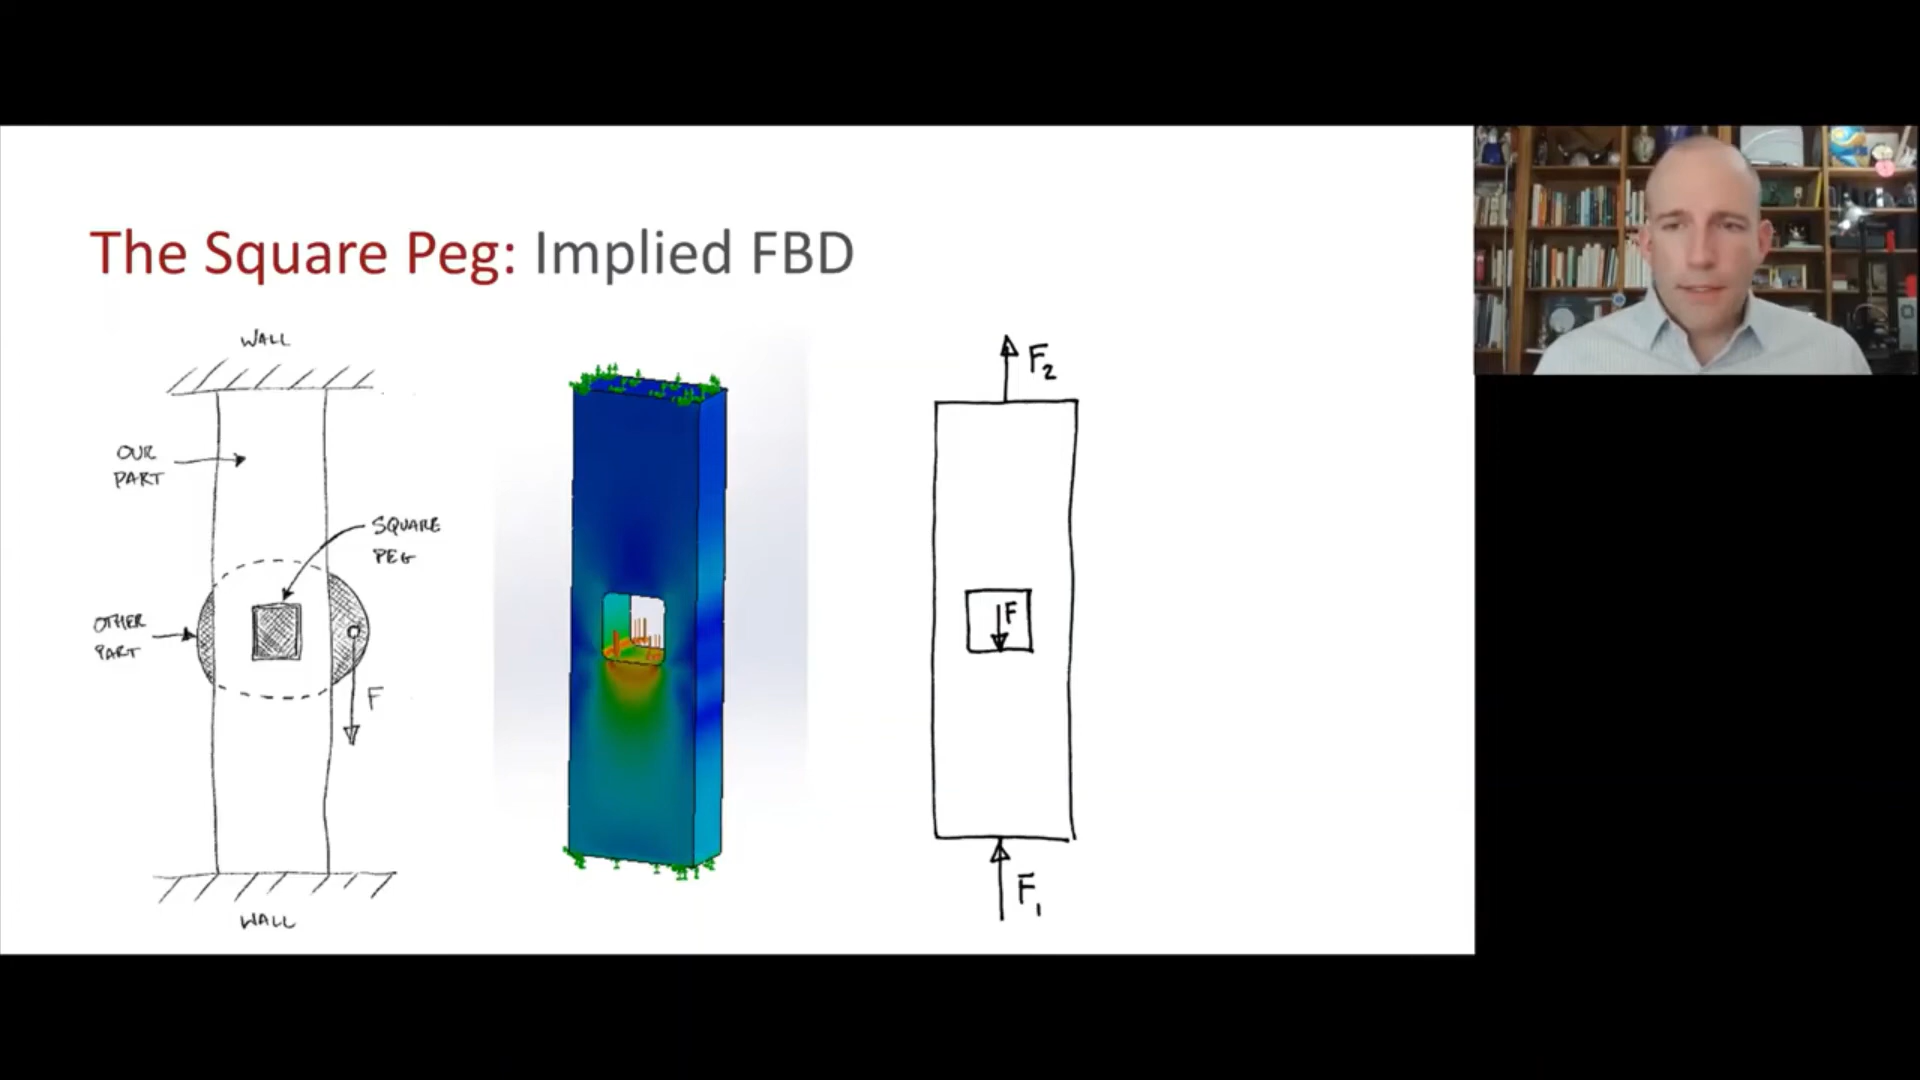 The Square Peg: Implied FBD
WALL
OUR
PART
SQUARE
PEG
OTHER
PART
F
WALL
F2
F
F1